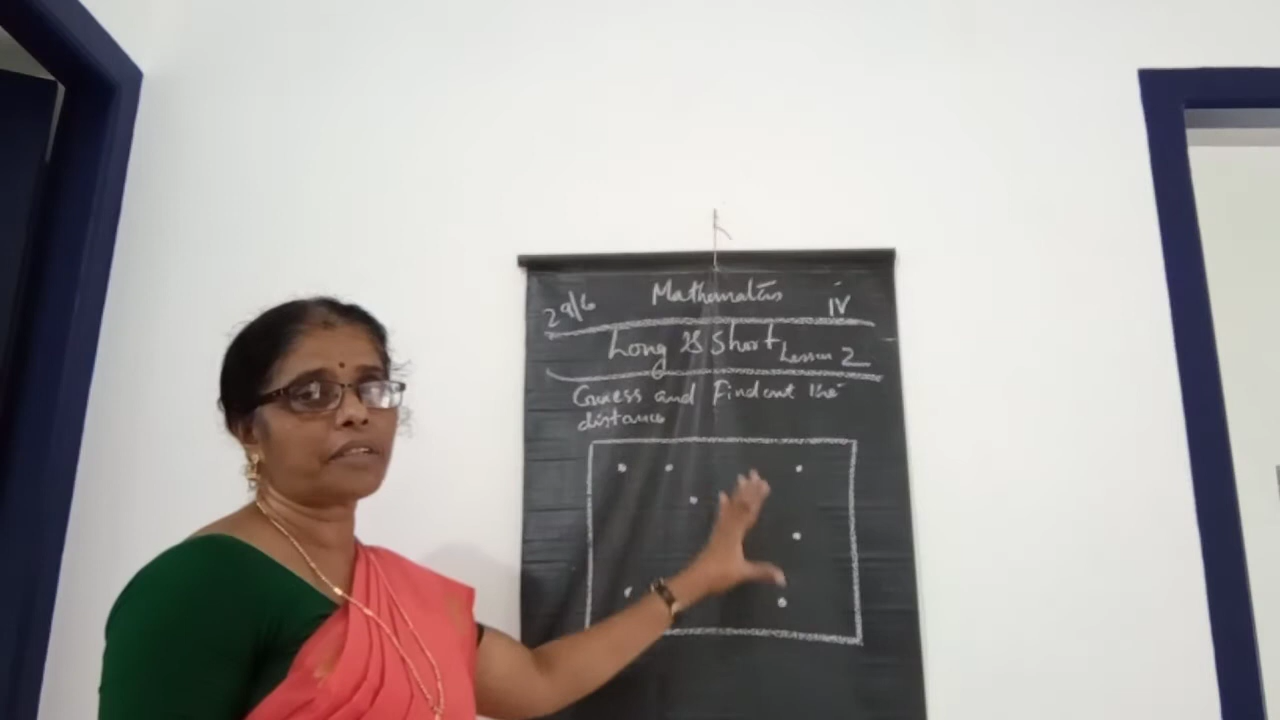 29/6 Mathematics IV
Long & Short Lesson 2
Guess and Find out the
distance